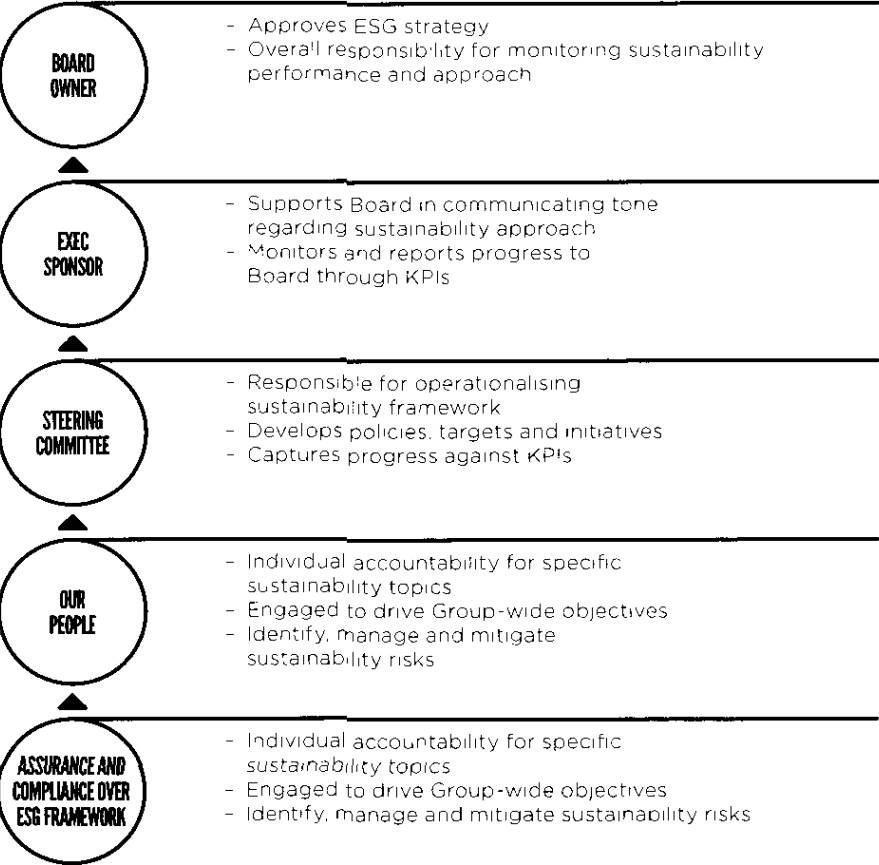 BOARD
OWNER
- Approves ESG strategy
- Overall responsibility for monitoring sustainability
performance and approach
EXEC
SPONSOR
- Supports Board in communicating tone
regarding sustainability approach
- Monitors and reports progress to
Board through KPIs
STEERING
COMMITTEE
- Responsible for operationalising
sustainability framework
- Develops policies, targets and initiatives
- Captures progress against KPIs
OUR
PEOPLE
- Individual accountability for specific
sustainability topics
- Engaged to drive Group-wide objectives
- Identify, manage and mitigate
sustainability risks
ASSURANCE AND
COMPLIANCE OVER
ESG FRAMEWORK
- Individual accountability for specific
sustainability topics
- Engaged to drive Group-wide objectives
- Identify, manage and mitigate sustainability risks